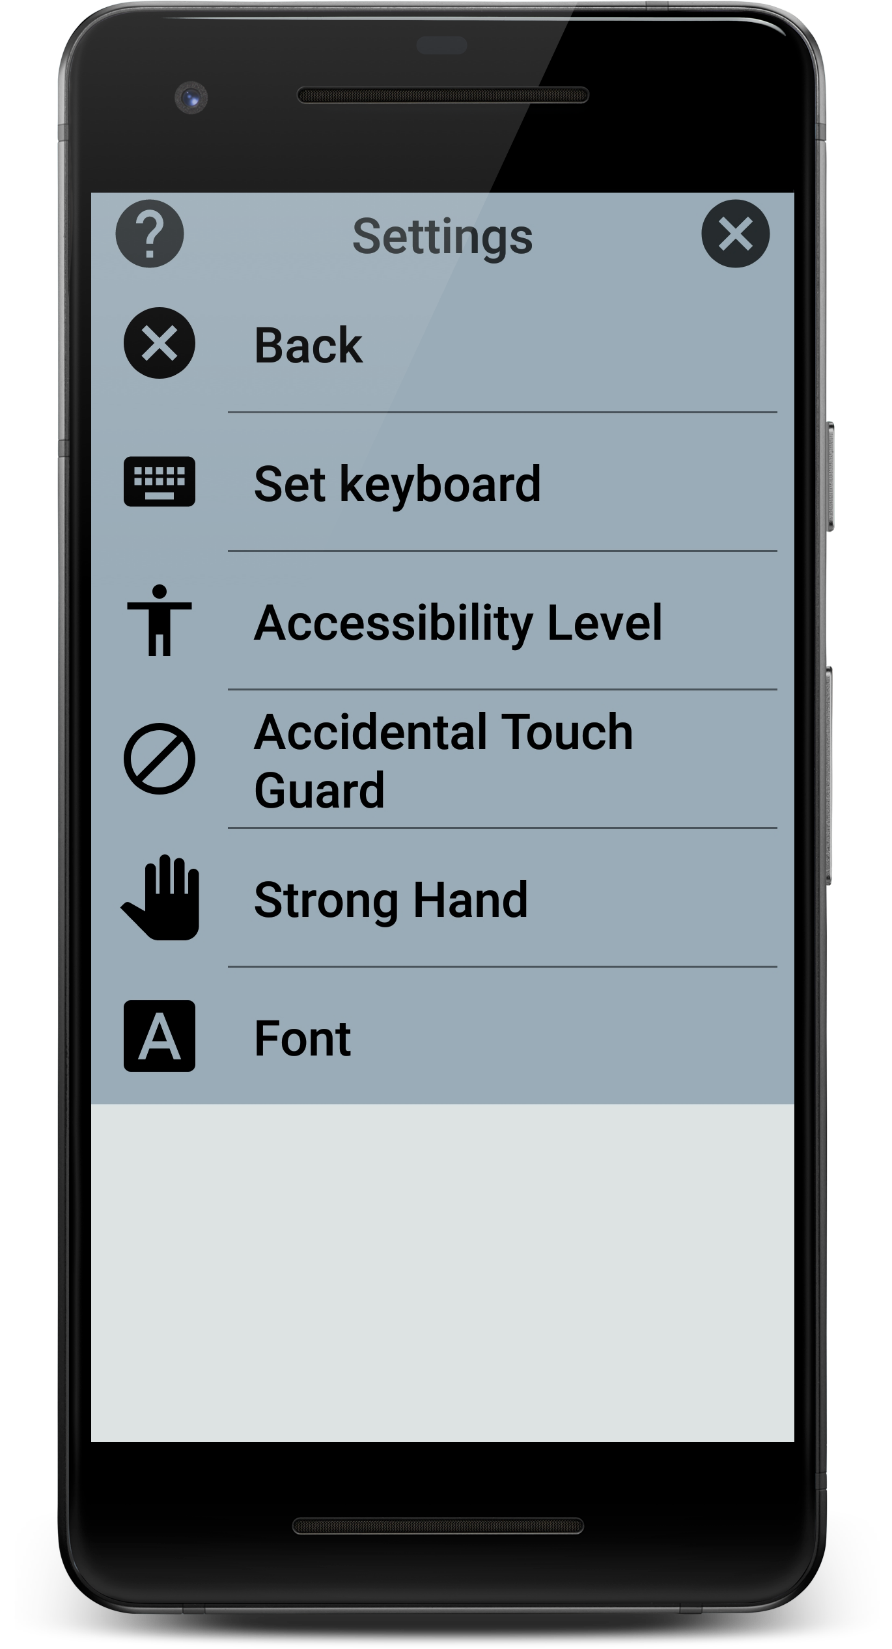 Settings
Back
Set keyboard
Accessibility Level
Accidental Touch
Guard
Strong Hand
Font